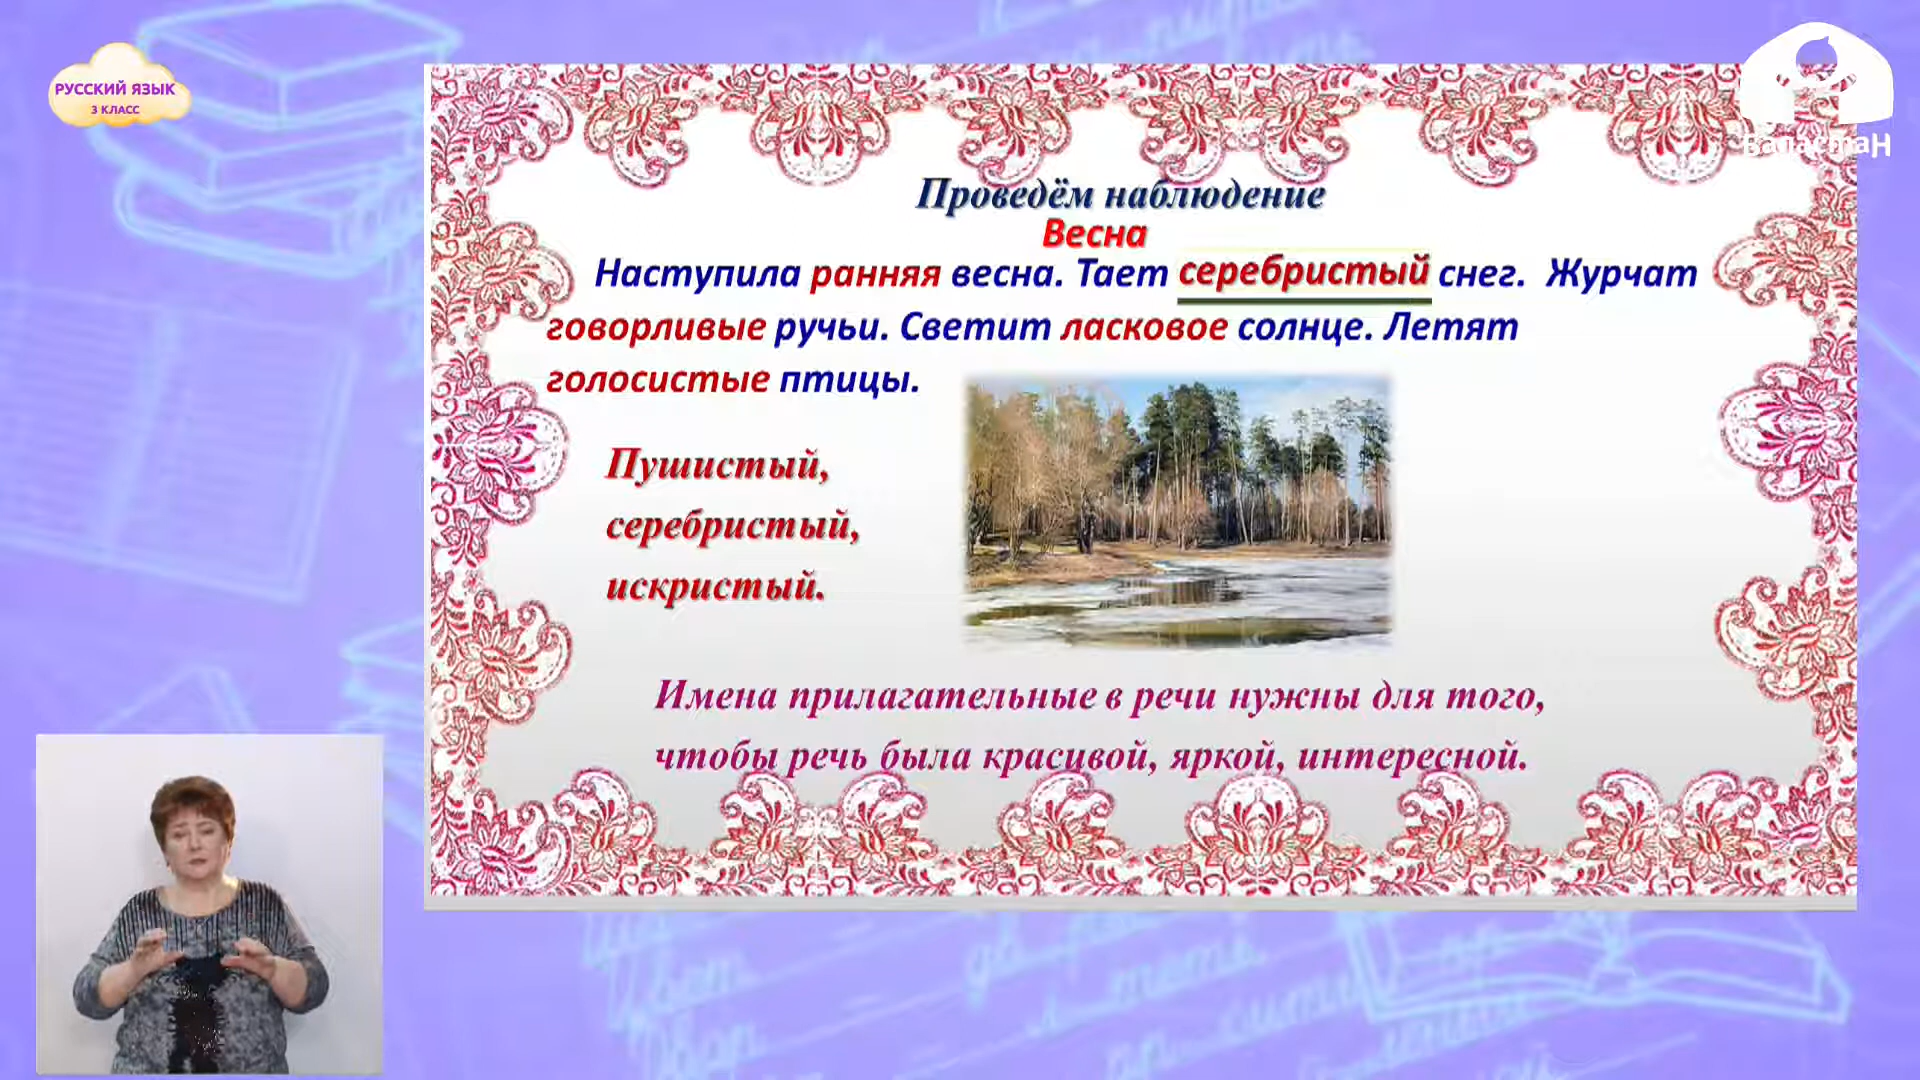 РУССКИЙ ЯЗЫК
3 КЛАСС
БаластаН
Проведём наблюдение
Весна
Наступила ранняя весна. Тает серебристый снег. Журчат
говорливые ручьи. Светит ласковое солнце. Летят
голосистые птицы.
Пушистый,
серебристый,
искристый.
Имена прилагательные в речи нужны для того,
чтобы речь была красивой, яркой, интересной.